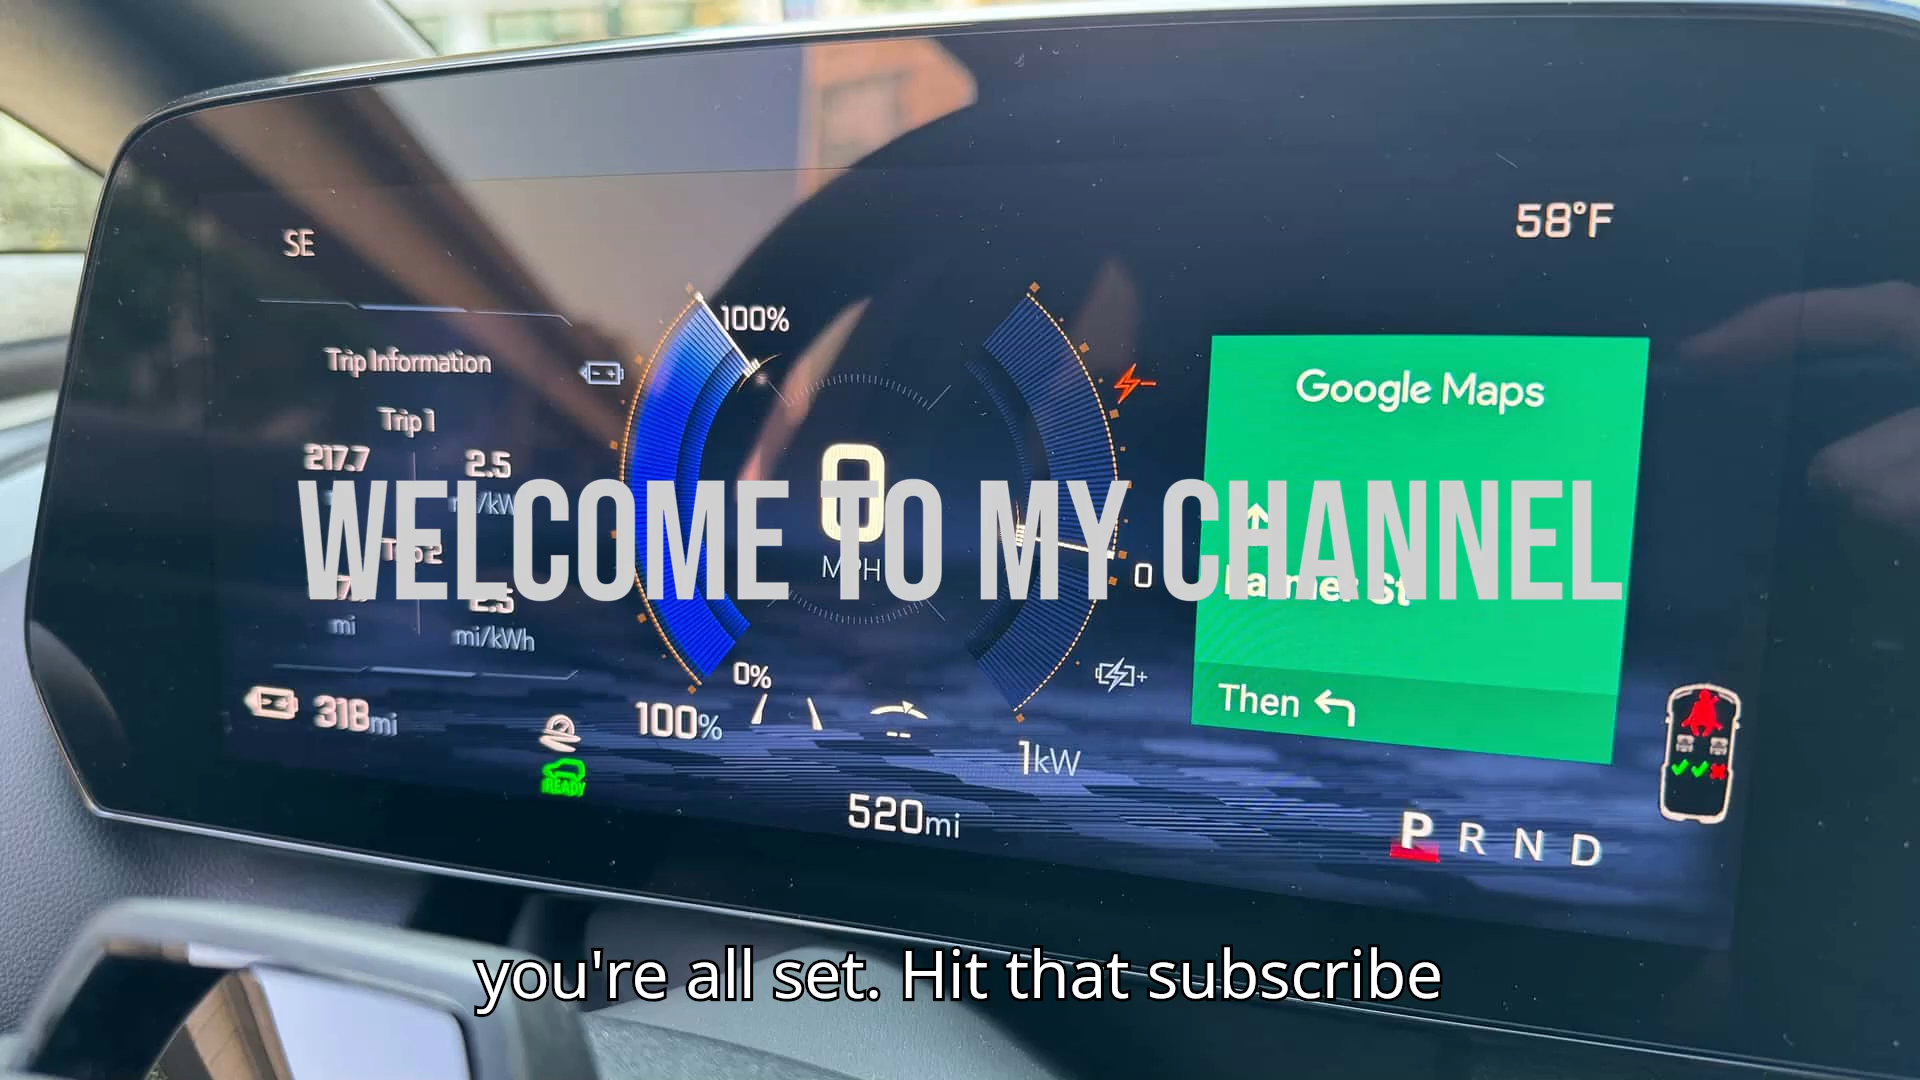 SE
58°F
100%
Trip Information
Trip 1
217.7
2.5
Google Maps
0
MPH
WELCOME TO MY CHANNEL
0
mi
mi/kWh
0%
318mi
100%
Then
READY
1kW
520mi
P R N D
you're all set. Hit that subscribe